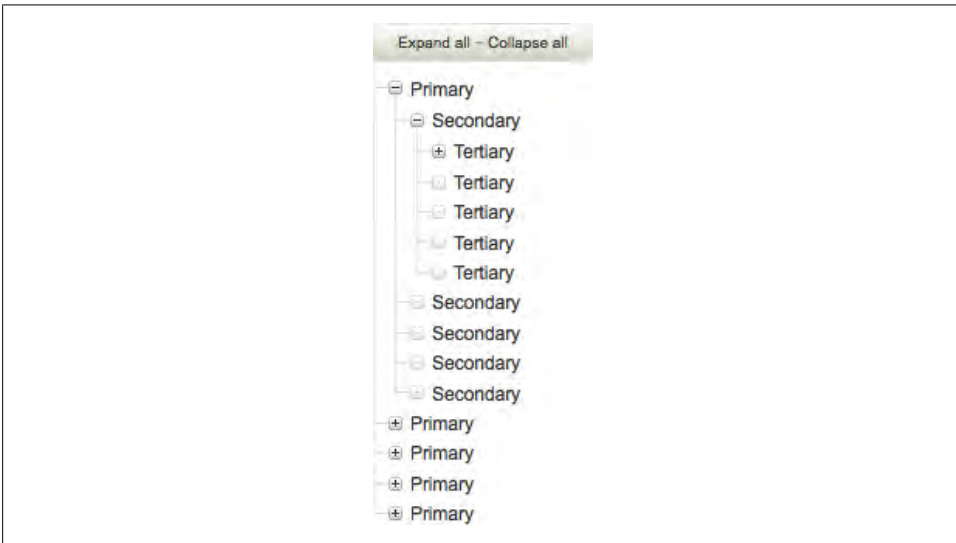 Expand all - Collapse all
Primary
Secondary
Tertiary
Tertiary
Tertiary
Tertiary
Tertiary
Secondary
Secondary
Secondary
Secondary
Primary
Primary
Primary
Primary